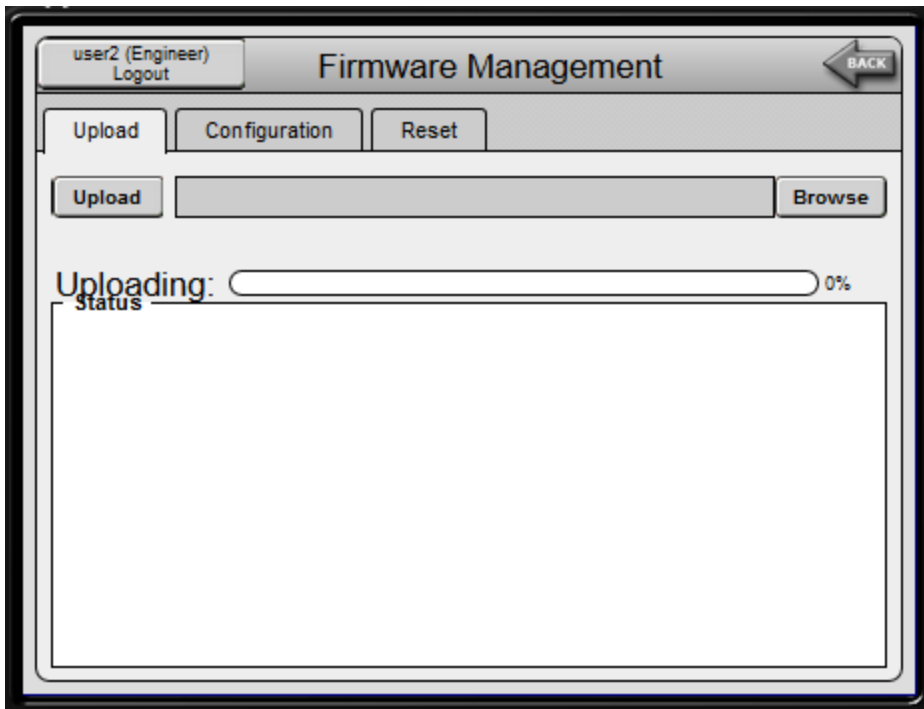 user2 (Engineer)
Logout
Firmware Management
BACK
Upload
Configuration
Reset
Upload
Browse
Uploading:
0%
Status